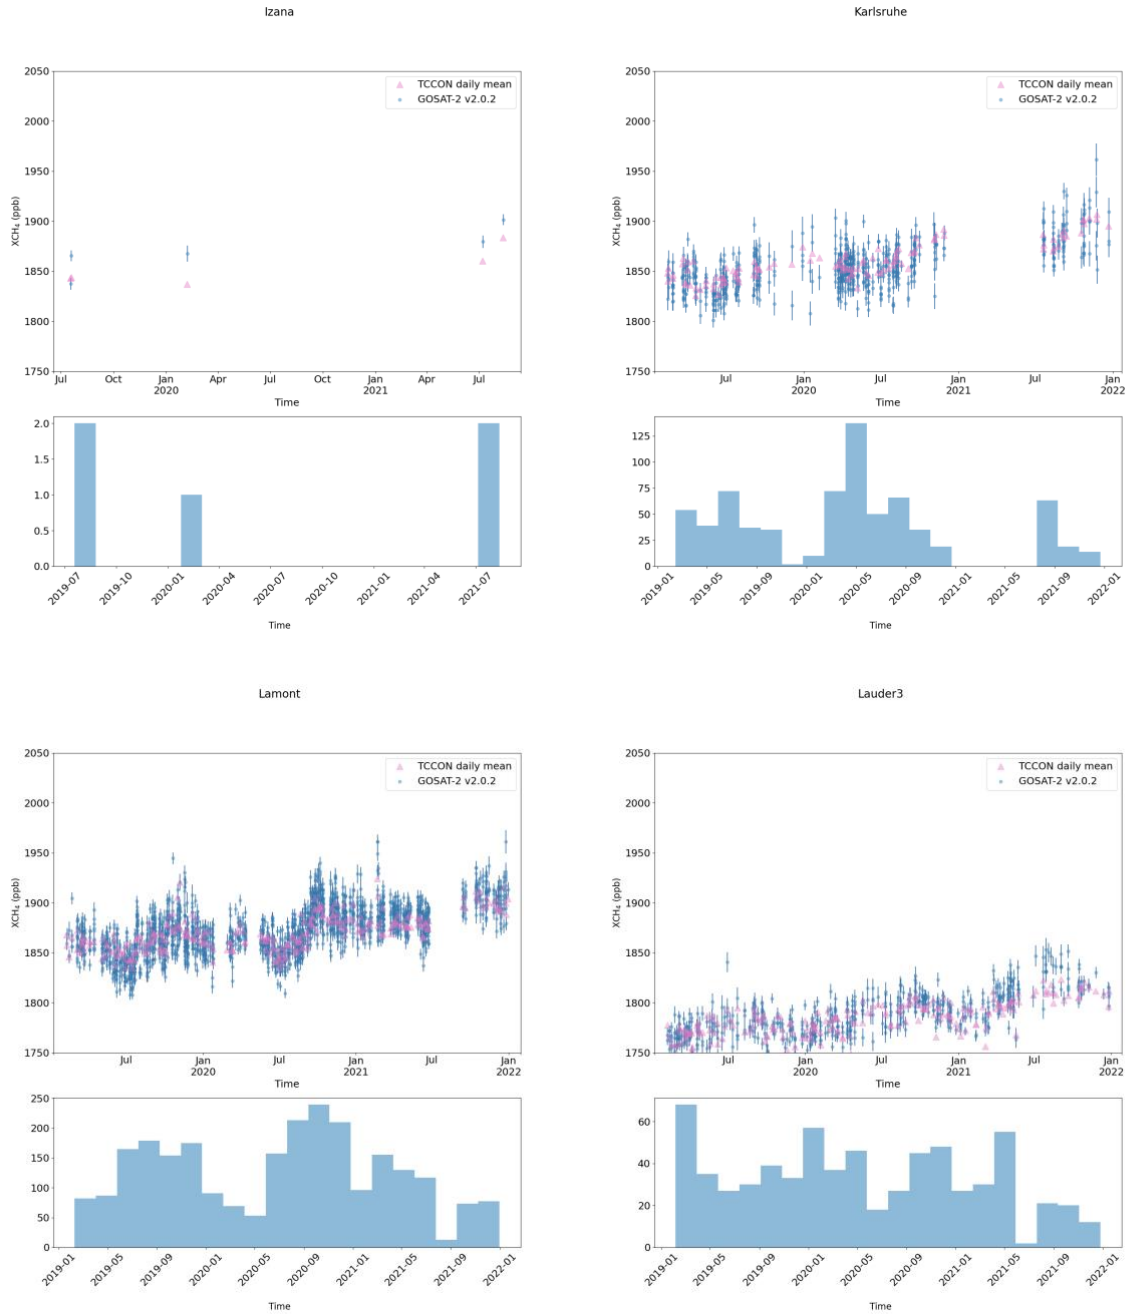 Izana
2050
2000
1950
1900
1850
1800
1750
XCH₄ (ppb)
TCCON daily mean
GOSAT-2 v2.0.2
Jul Oct Jan Apr Jul Oct Jan Apr Jul
2020 2021
Time
2.0
1.5
1.0
0.5
0.0
2019-07 2019-10 2020-01 2020-04 2020-07 2020-10 2021-01 2021-04 2021-07
Time
Karlsruhe
2050
2000
1950
1900
1850
1800
1750
XCH₄ (ppb)
TCCON daily mean
GOSAT-2 v2.0.2
Jul Jan Jul Jan Jul Jan
2020 2021 2022
Time
125
100
75
50
25
0
2019-01 2019-05 2019-09 2020-01 2020-05 2020-09 2021-01 2021-05 2021-09 2022-01
Time
Lamont
2050
2000
1950
1900
1850
1800
1750
XCH₄ (ppb)
TCCON daily mean
GOSAT-2 v2.0.2
Jul Jan Jul Jan Jul Jan
2020 2021 2022
Time
250
200
150
100
50
0
2019-01 2019-05 2019-09 2020-01 2020-05 2020-09 2021-01 2021-05 2021-09 2022-01
Time
Lauder3
2050
2000
1950
1900
1850
1800
1750
XCH₄ (ppb)
TCCON daily mean
GOSAT-2 v2.0.2
Jul Jan Jul Jan Jul Jan
2020 2021 2022
Time
60
40
20
0
2019-01 2019-05 2019-09 2020-01 2020-05 2020-09 2021-01 2021-05 2021-09 2022-01
Time